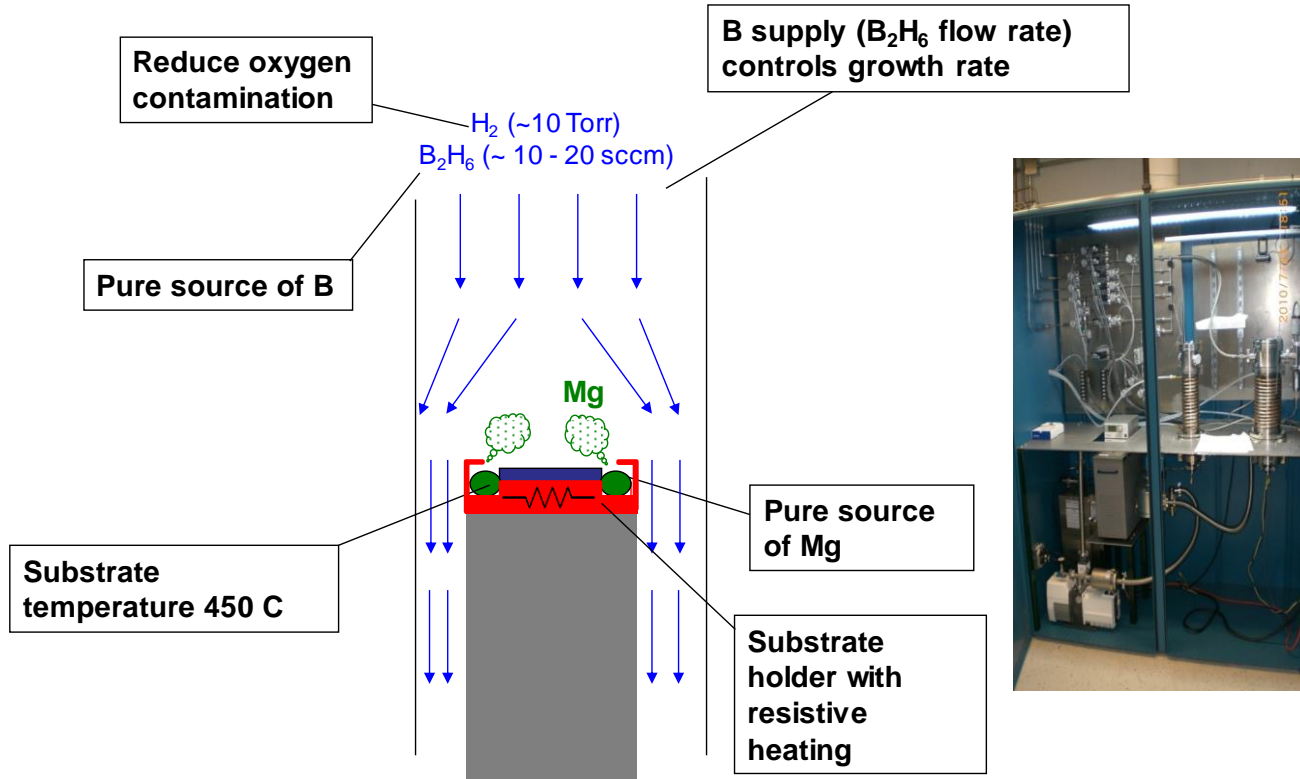 Reduce oxygen
contamination
B supply (B₂H₆ flow rate)
controls growth rate
H₂ (~10 Torr)
B₂H₆ (~ 10 - 20 sccm)
Pure source of B
Mg
Pure source
of Mg
Substrate
temperature 450 C
Substrate
holder with
resistive
heating